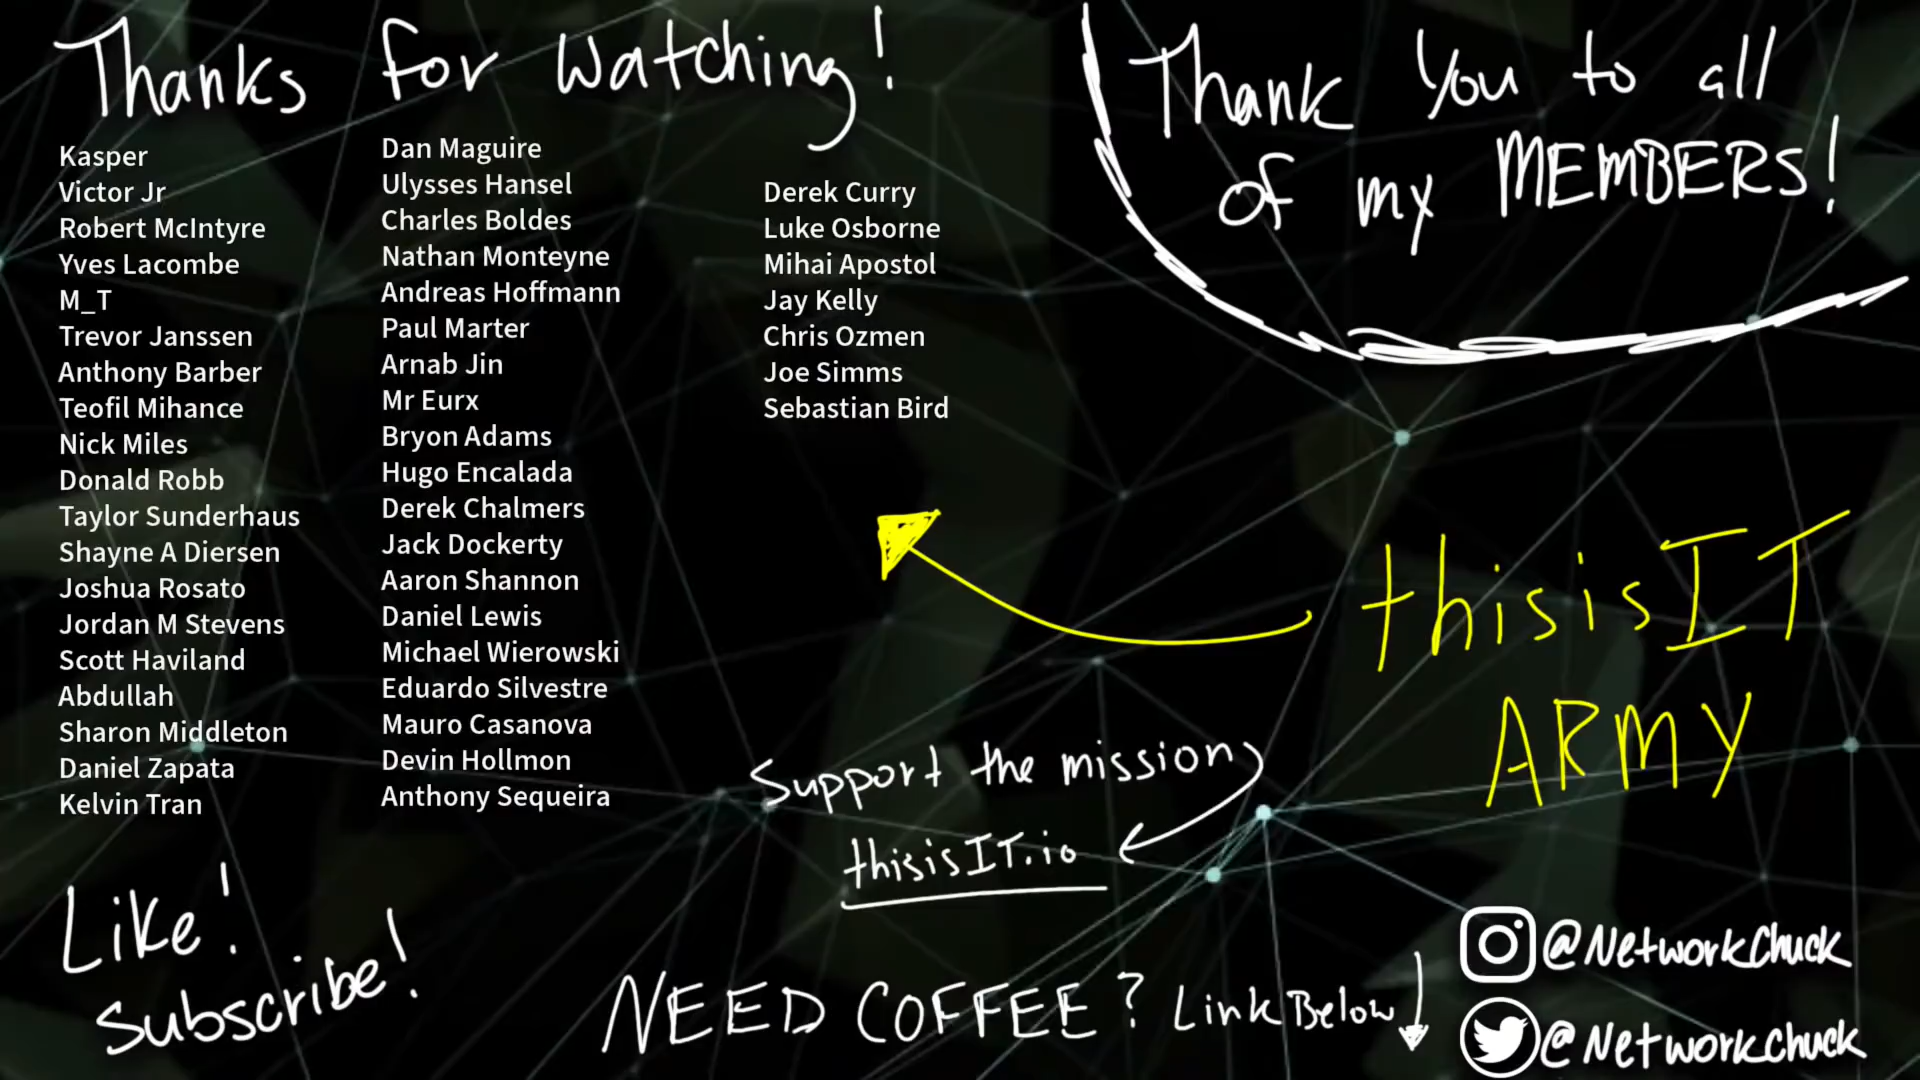 Thanks for Watching!
Kasper
Victor Jr
Robert McIntyre
Yves Lacombe
M_T
Trevor Janssen
Anthony Barber
Teofil Mihance
Nick Miles
Donald Robb
Taylor Sunderhaus
Shayne A Diersen
Joshua Rosato
Jordan M Stevens
Scott Haviland
Abdullah
Sharon Middleton
Daniel Zapata
Kelvin Tran
Dan Maguire
Ulysses Hansel
Charles Boldes
Nathan Monteyne
Andreas Hoffmann
Paul Marter
Arnab Jin
Mr Eurx
Bryon Adams
Hugo Encalada
Derek Chalmers
Jack Dockerty
Aaron Shannon
Daniel Lewis
Michael Wierowski
Eduardo Silvestre
Mauro Casanova
Devin Hollmon
Anthony Sequeira
Derek Curry
Luke Osborne
Mihai Apostol
Jay Kelly
Chris Ozmen
Joe Simms
Sebastian Bird
Thank You to all
of my MEMBERS!
thisisIT
ARMY
Support the mission
thisisIT.io
Like!
Subscribe!
NEED COFFEE? Link Below
@NetworkChuck
@NetworkChuck